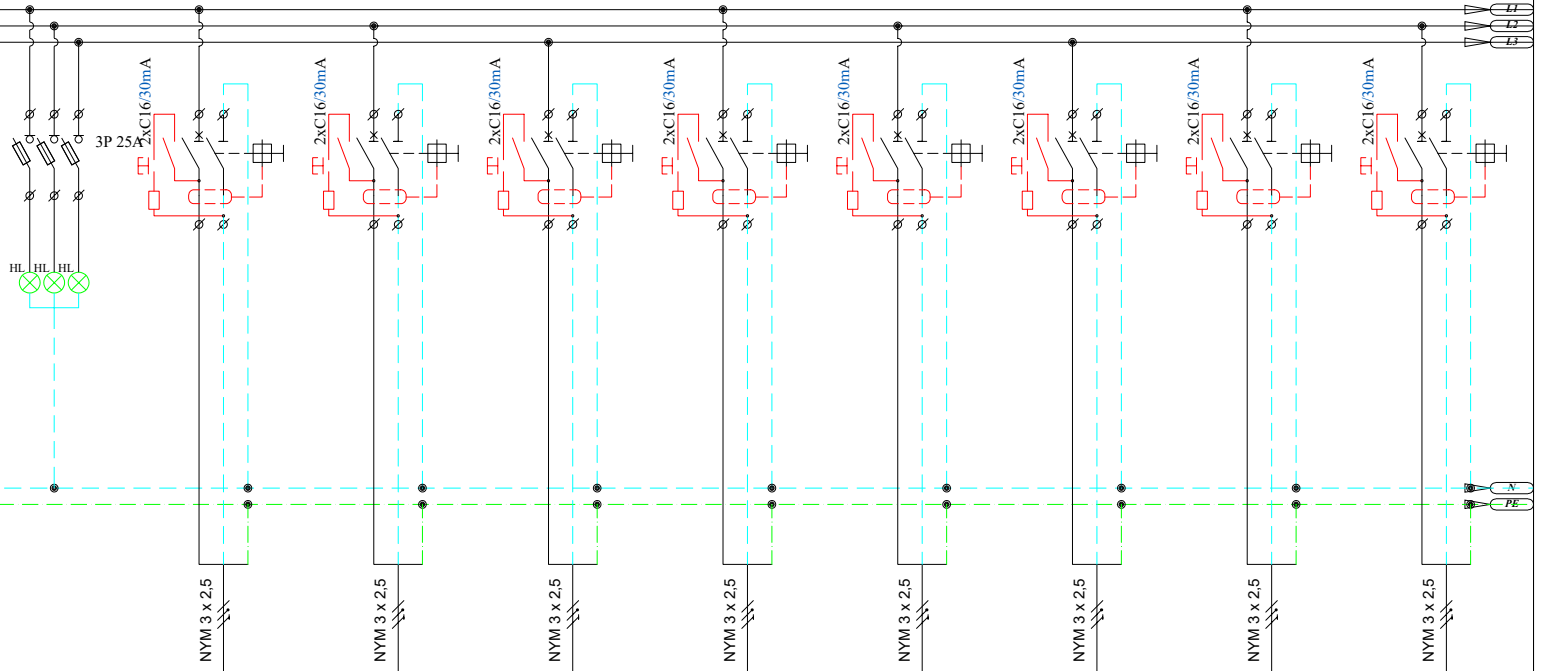 L1
L2
L3
2xC16/30mA
2xC16/30mA
2xC16/30mA
2xC16/30mA
2xC16/30mA
2xC16/30mA
2xC16/30mA
2xC16/30mA
3P 25A
HL HL HL
N
PE
NYM 3 x 2,5
NYM 3 x 2,5
NYM 3 x 2,5
NYM 3 x 2,5
NYM 3 x 2,5
NYM 3 x 2,5
NYM 3 x 2,5
NYM 3 x 2,5